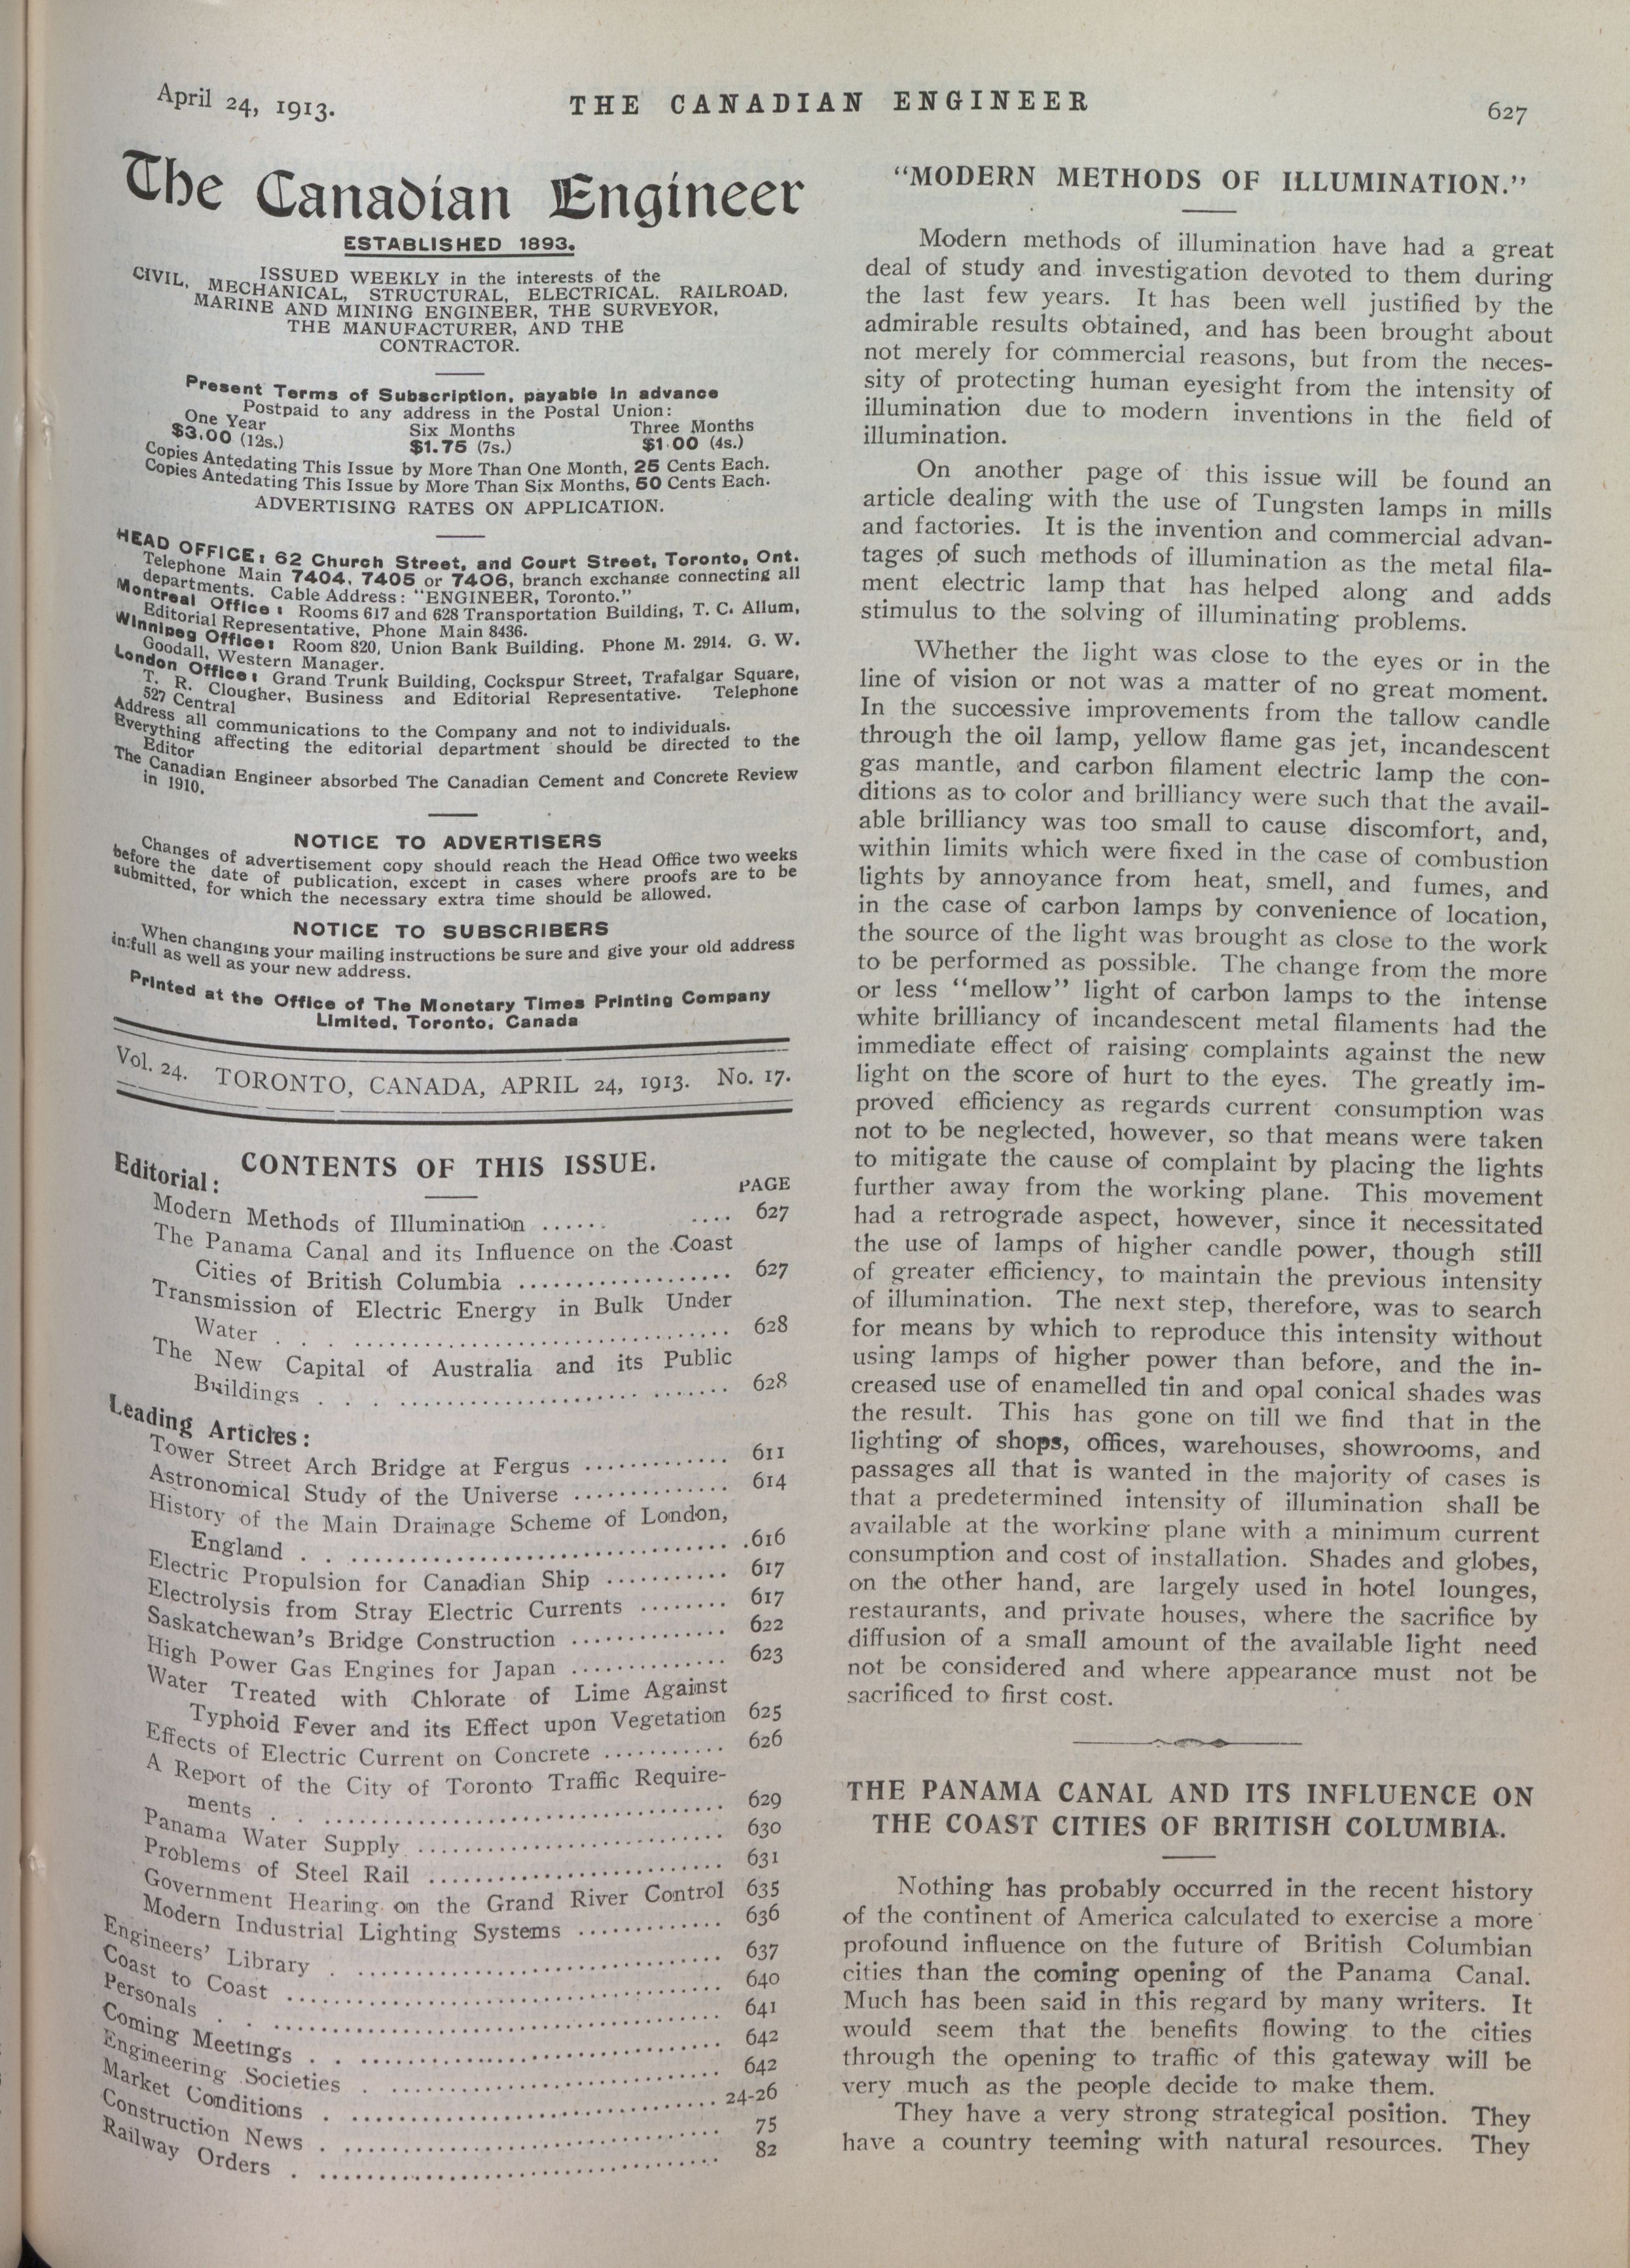 April 24, 1913.
THE CANADIAN ENGINEER
627
The Canadian Engineer
ESTABLISHED 1893.
ISSUED WEEKLY in the interests of the
CIVIL, MECHANICAL, STRUCTURAL, ELECTRICAL, RAILROAD,
MARINE AND MINING ENGINEER, THE SURVEYOR,
THE MANUFACTURER, AND THE
CONTRACTOR.
Present Terms of Subscription, payable in advance
Postpaid to any address in the Postal Union:
One Year Six Months Three Months
$3.00 (12s.) $1.75 (7s.) $1.00 (4s.)
Copies Antedating This Issue by More Than One Month, 25 Cents Each.
Copies Antedating This Issue by More Than Six Months, 50 Cents Each.
ADVERTISING RATES ON APPLICATION.
HEAD OFFICE: 62 Church Street, and Court Street, Toronto, Ont.
Telephone Main 7404, 7405 or 7406, branch exchange connecting all
departments. Cable Address: "ENGINEER, Toronto."
Montreal Office: Rooms 617 and 628 Transportation Building, T. C. Allum,
Editorial Representative, Phone Main 8436.
Winnipeg Office: Room 820, Union Bank Building. Phone M. 2914. G. W.
Goodall, Western Manager.
London Office: Grand Trunk Building, Cockspur Street, Trafalgar Square,
T. R. Clougher, Business and Editorial Representative. Telephone
527 Central
Address all communications to the Company and not to individuals.
Everything affecting the editorial department should be directed to the
Editor
The Canadian Engineer absorbed The Canadian Cement and Concrete Review
in 1910.
NOTICE TO ADVERTISERS
Changes of advertisement copy should reach the Head Office two weeks
before the date of publication, except in cases where proofs are to be
submitted, for which the necessary extra time should be allowed.
NOTICE TO SUBSCRIBERS
When changing your mailing instructions be sure and give your old address
in full as well as your new address.
Printed at the Office of The Monetary Times Printing Company
Limited, Toronto, Canada
Vol. 24. TORONTO, CANADA, APRIL 24, 1913. No. 17.
CONTENTS OF THIS ISSUE.
Editorial: PAGE
Modern Methods of Illumination ...... .... 627
The Panama Canal and its Influence on the Coast
Cities of British Columbia .................. 627
Transmission of Electric Energy in Bulk Under
Water . . ................................ 628
The New Capital of Australia and its Public
Buildings . . . ............................ 628
Leading Articles:
Tower Street Arch Bridge at Fergus ............ 611
Astronomical Study of the Universe ............. 614
History of the Main Drainage Scheme of London,
England . . ................................ .616
Electric Propulsion for Canadian Ship ........... 617
Electrolysis from Stray Electric Currents ........ 617
Saskatchewan's Bridge Construction .............. 622
High Power Gas Engines for Japan .............. 623
Water Treated with Chlorate of Lime Against
Typhoid Fever and its Effect upon Vegetation 625
Effects of Electric Current on Concrete ........... 626
A Report of the City of Toronto Traffic Require-
ments . . .................................. 629
Panama Water Supply .......................... 630
Problems of Steel Rail ......................... 631
Government Hearing on the Grand River Control 635
Modern Industrial Lighting Systems ............. 636
Engineers' Library . ............................... 637
Coast to Coast .................................... 640
Personals . . ..................................... 641
Coming Meetings . . ............................... 642
Engineering Societies . ............................ 642
Market Conditions . ............................... 24-26
Construction News . ............................... 75
Railway Orders . .................................. 82
"MODERN METHODS OF ILLUMINATION."
Modern methods of illumination have had a great
deal of study and investigation devoted to them during
the last few years. It has been well justified by the
admirable results obtained, and has been brought about
not merely for commercial reasons, but from the neces-
sity of protecting human eyesight from the intensity of
illumination due to modern inventions in the field of
illumination.
On another page of this issue will be found an
article dealing with the use of Tungsten lamps in mills
and factories. It is the invention and commercial advan-
tages of such methods of illumination as the metal fila-
ment electric lamp that has helped along and adds
stimulus to the solving of illuminating problems.
Whether the light was close to the eyes or in the
line of vision or not was a matter of no great moment.
In the successive improvements from the tallow candle
through the oil lamp, yellow flame gas jet, incandescent
gas mantle, and carbon filament electric lamp the con-
ditions as to color and brilliancy were such that the avail-
able brilliancy was too small to cause discomfort, and,
within limits which were fixed in the case of combustion
lights by annoyance from heat, smell, and fumes, and
in the case of carbon lamps by convenience of location,
the source of the light was brought as close to the work
to be performed as possible. The change from the more
or less "mellow" light of carbon lamps to the intense
white brilliancy of incandescent metal filaments had the
immediate effect of raising complaints against the new
light on the score of hurt to the eyes. The greatly im-
proved efficiency as regards current consumption was
not to be neglected, however, so that means were taken
to mitigate the cause of complaint by placing the lights
further away from the working plane. This movement
had a retrograde aspect, however, since it necessitated
the use of lamps of higher candle power, though still
of greater efficiency, to maintain the previous intensity
of illumination. The next step, therefore, was to search
for means by which to reproduce this intensity without
using lamps of higher power than before, and the in-
creased use of enamelled tin and opal conical shades was
the result. This has gone on till we find that in the
lighting of shops, offices, warehouses, showrooms, and
passages all that is wanted in the majority of cases is
that a predetermined intensity of illumination shall be
available at the working plane with a minimum current
consumption and cost of installation. Shades and globes,
on the other hand, are largely used in hotel lounges,
restaurants, and private houses, where the sacrifice by
diffusion of a small amount of the available light need
not be considered and where appearance must not be
sacrificed to first cost.
THE PANAMA CANAL AND ITS INFLUENCE ON
THE COAST CITIES OF BRITISH COLUMBIA.
Nothing has probably occurred in the recent history
of the continent of America calculated to exercise a more
profound influence on the future of British Columbian
cities than the coming opening of the Panama Canal.
Much has been said in this regard by many writers. It
would seem that the benefits flowing to the cities
through the opening to traffic of this gateway will be
very much as the people decide to make them.
They have a very strong strategical position. They
have a country teeming with natural resources. They